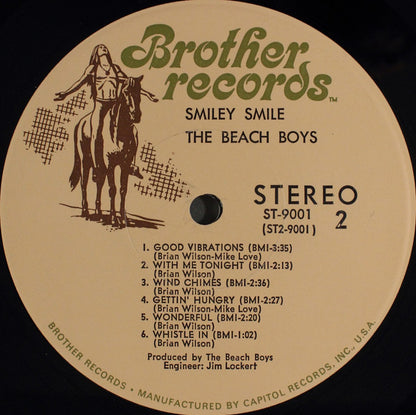 Brother
records™
SMILEY SMILE
THE BEACH BOYS
STEREO
ST-9001
(ST2-9001)
2
1. GOOD VIBRATIONS (BMI-3:35)
(Brian Wilson-Mike Love)
2. WITH ME TONIGHT (BMI-2:13)
(Brian Wilson)
3. WIND CHIMES (BMI-2:36)
(Brian Wilson)
4. GETTIN' HUNGRY (BMI-2:27)
(Brian Wilson-Mike Love)
5. WONDERFUL (BMI-2:20)
(Brian Wilson)
6. WHISTLE IN (BMI-1:02)
(Brian Wilson)
Produced by The Beach Boys
Engineer: Jim Lockert
BROTHER RECORDS • MANUFACTURED BY CAPITOL RECORDS, INC., U.S.A.